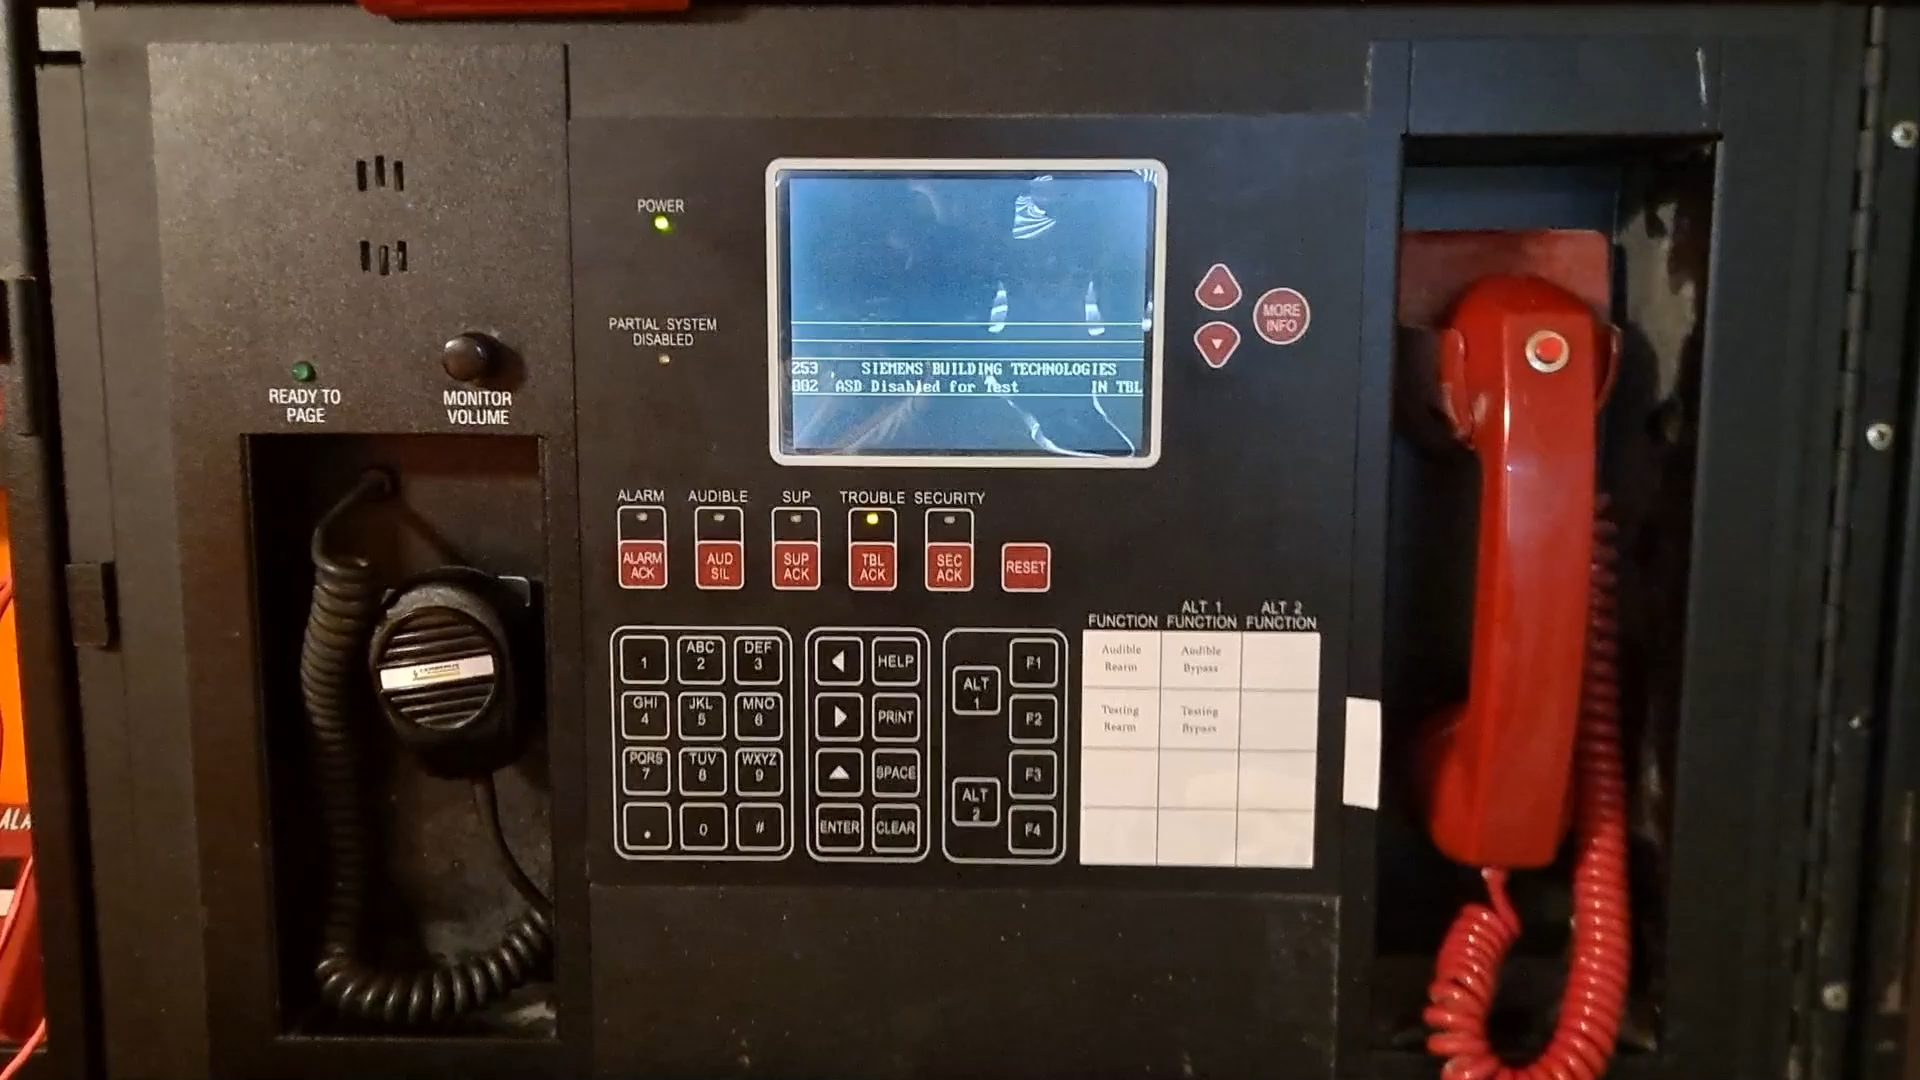 POWER
PARTIAL SYSTEM
DISABLED
READY TO
PAGE
MONITOR
VOLUME
253 SIEMENS BUILDING TECHNOLOGIES
002 ASD Disabled for Test IN TBL
MORE
INFO
ALARM AUDIBLE SUP TROUBLE SECURITY
ALARM
ACK
AUD
SIL
SUP
ACK
TBL
ACK
SEC
ACK
RESET
1
ABC
2
DEF
3
GHI
4
JKL
5
MNO
6
PQRS
7
TUV
8
WXYZ
9
.
0
#
HELP
PRINT
SPACE
ENTER
CLEAR
ALT
1
ALT
2
F1
F2
F3
F4
FUNCTION
ALT 1
FUNCTION
ALT 2
FUNCTION
Audible
Rearm
Audible
Bypass
Testing
Rearm
Testing
Bypass
ALA